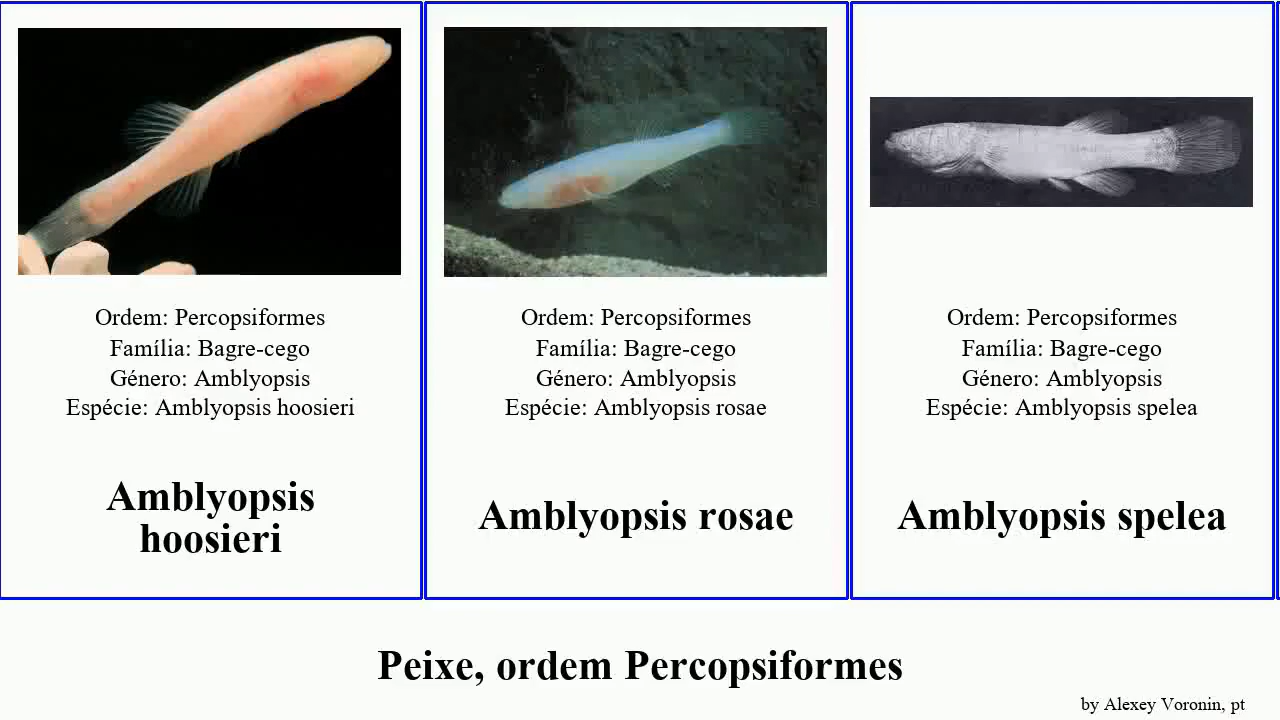 Ordem: Percopsiformes
Família: Bagre-cego
Género: Amblyopsis
Espécie: Amblyopsis hoosieri
Amblyopsis
hoosieri
Ordem: Percopsiformes
Família: Bagre-cego
Género: Amblyopsis
Espécie: Amblyopsis rosae
Amblyopsis rosae
Ordem: Percopsiformes
Família: Bagre-cego
Género: Amblyopsis
Espécie: Amblyopsis spelea
Amblyopsis spelea
Peixe, ordem Percopsiformes
by Alexey Voronin, pt